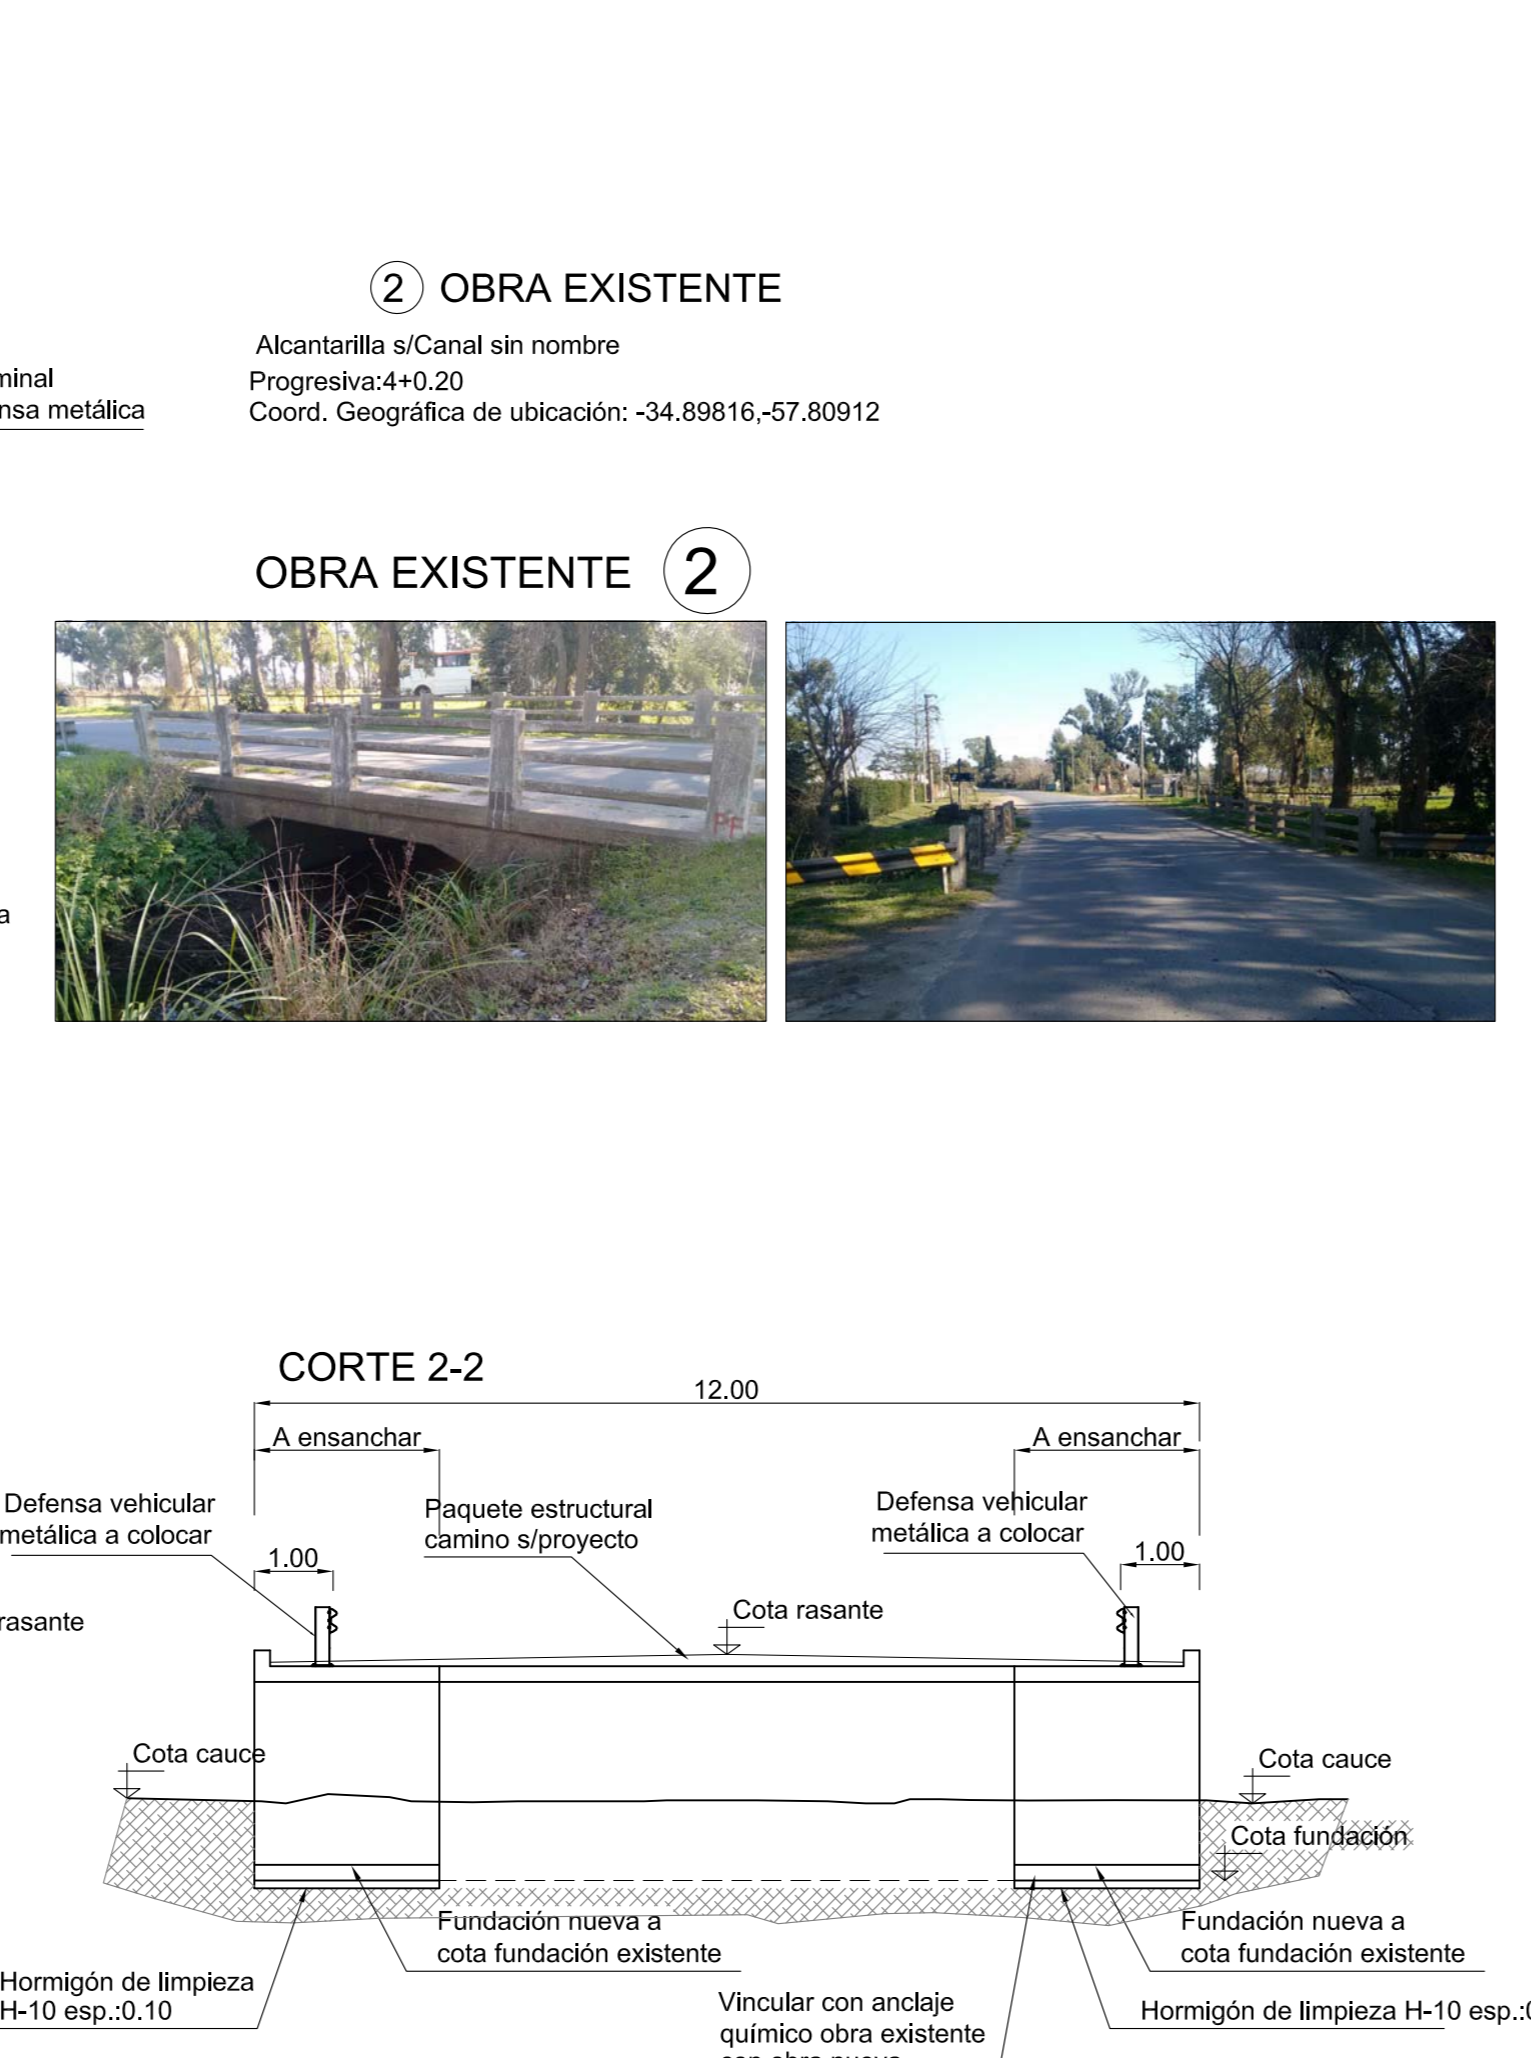 2 OBRA EXISTENTE
Alcantarilla s/Canal sin nombre
Progresiva:4+0.20
Coord. Geográfica de ubicación: -34.89816,-57.80912
minal
nsa metálica
OBRA EXISTENTE 2
PF
a
CORTE 2-2
12.00
A ensanchar
A ensanchar
Defensa vehicular
metálica a colocar
Paquete estructural
camino s/proyecto
Defensa vehicular
metálica a colocar
1.00
1.00
rasante
Cota rasante
Cota cauce
Cota cauce
Cota fundación
Fundación nueva a
cota fundación existente
Fundación nueva a
cota fundación existente
Hormigón de limpieza
H-10 esp.:0.10
Vincular con anclaje
químico obra existente
con obra nueva
Hormigón de limpieza H-10 esp.: